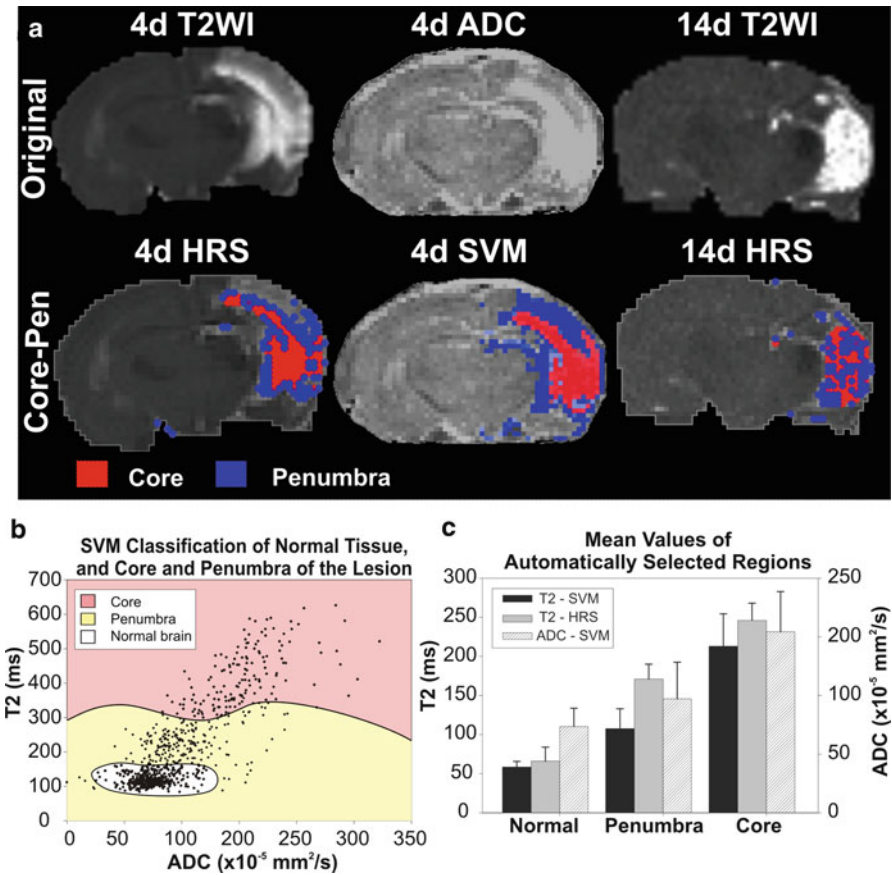 a
4d T2WI 4d ADC 14d T2WI
Original
4d HRS 4d SVM 14d HRS
Core-Pen
Core Penumbra
b
SVM Classification of Normal Tissue,
and Core and Penumbra of the Lesion
Core
Penumbra
Normal brain
T2 (ms)
700
600
500
400
300
200
100
0
0 50 100 150 200 250 300 350
ADC (x10⁻⁵ mm²/s)
c
Mean Values of
Automatically Selected Regions
T2 - SVM
T2 - HRS
ADC - SVM
T2 (ms)
300
250
200
150
100
50
0
250
200
100
50
0
ADC (x10⁻⁵ mm²/s)
Normal Penumbra Core